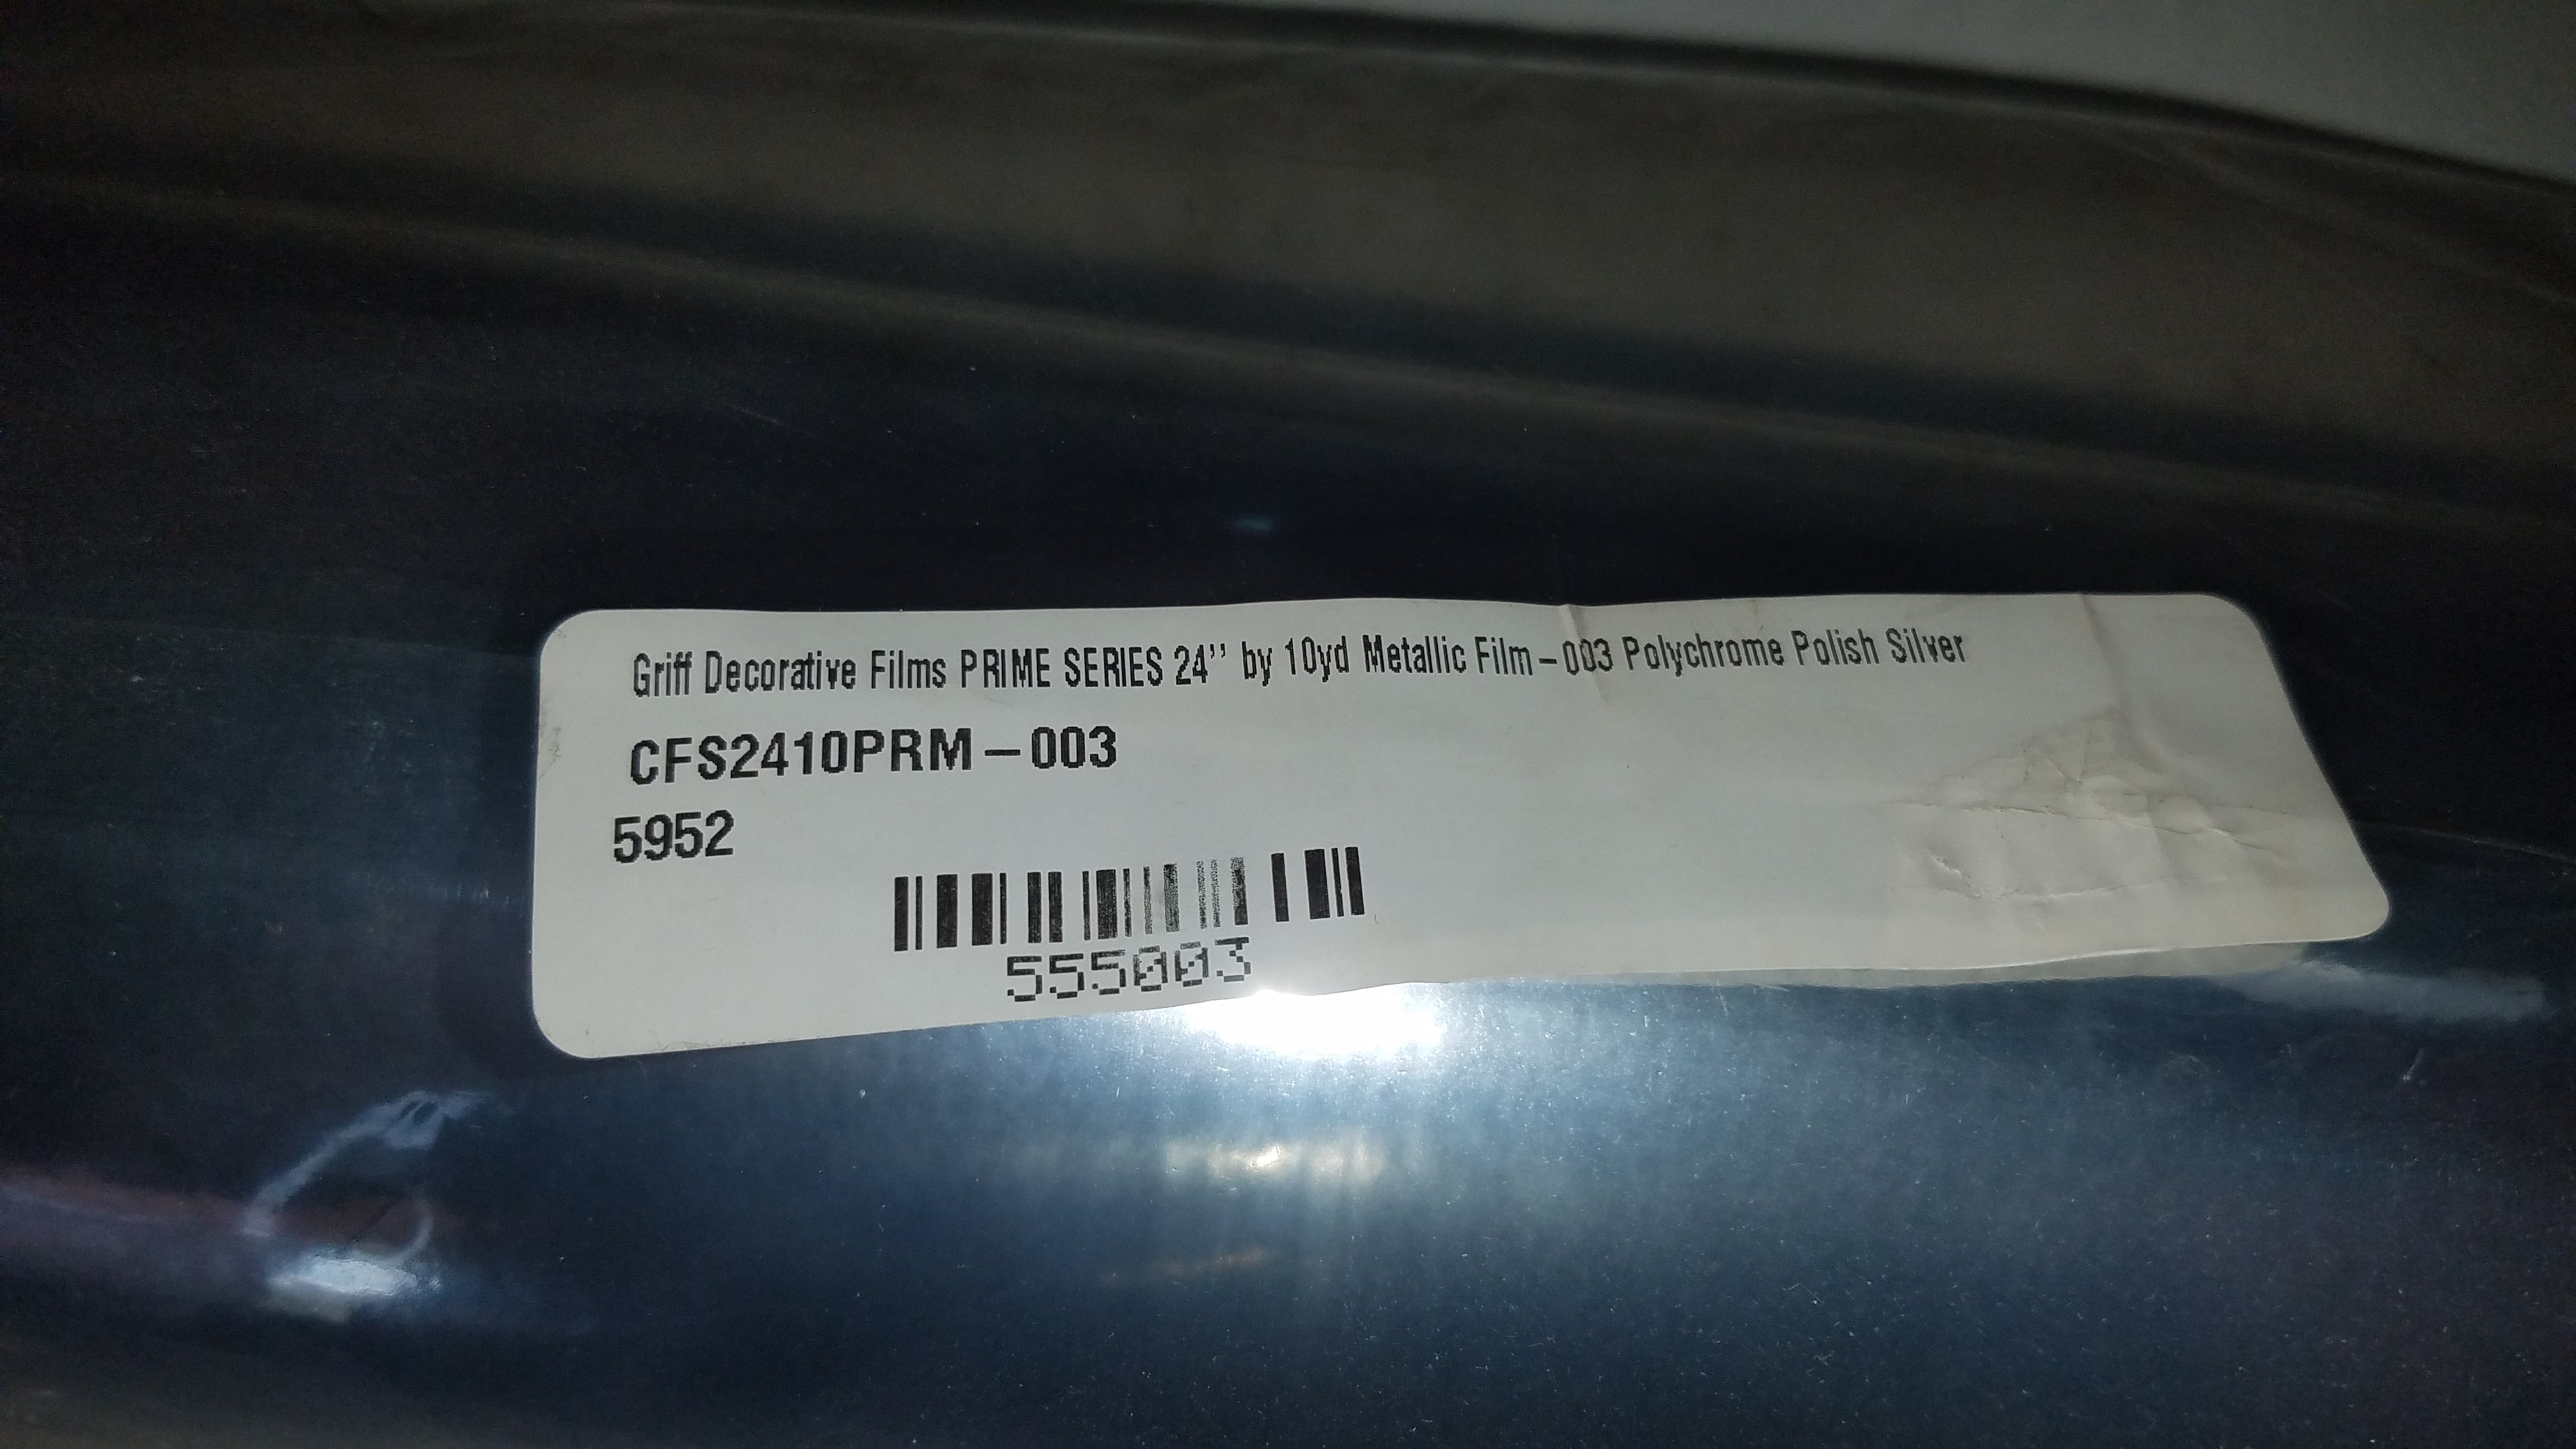 Griff Decorative Films PRIME SERIES 24’’ by 10yd Metallic Film-003 Polychrome Polish Silver
CFS2410PRM-003
5952
555003